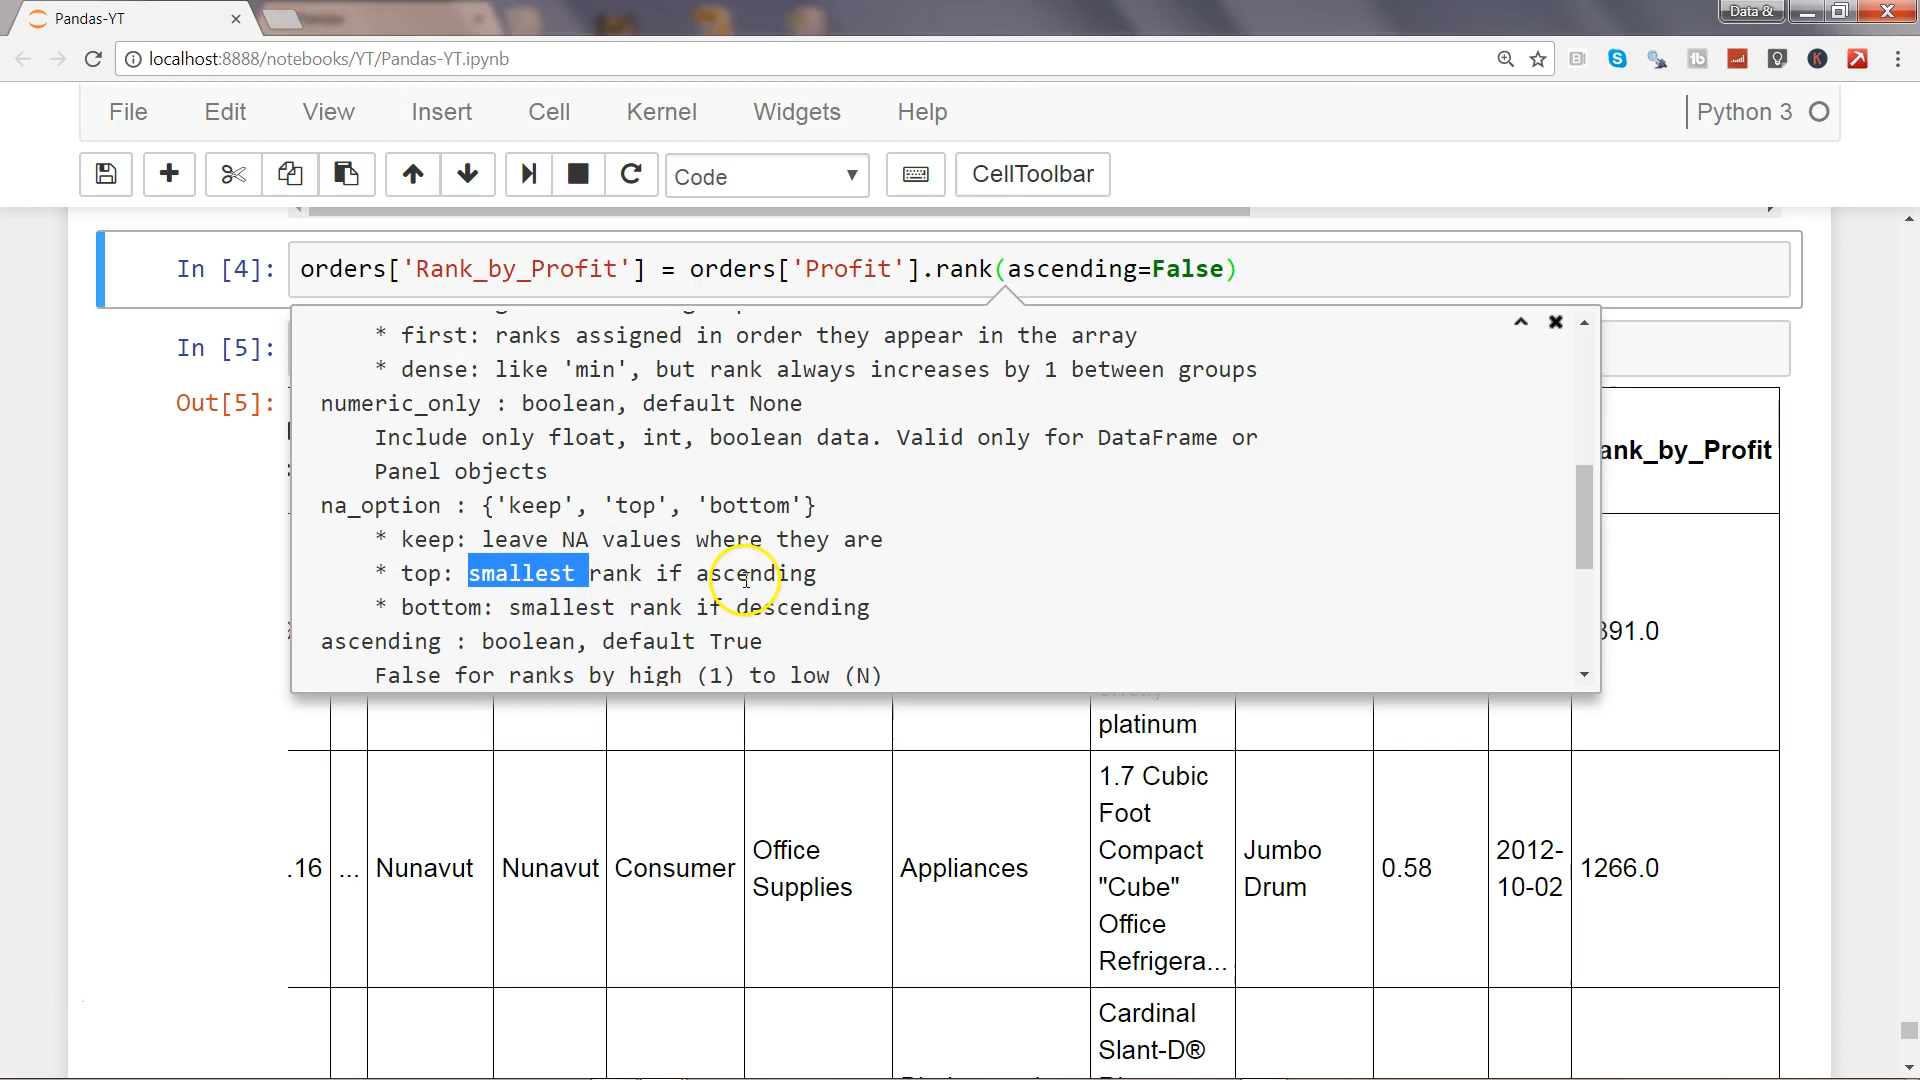 Pandas-YT
Data &
localhost:8888/notebooks/YT/Pandas-YT.ipynb
File Edit View Insert Cell Kernel Widgets Help
Python 3
Code
CellToolbar
In [4]: orders['Rank_by_Profit'] = orders['Profit'].rank(ascending=False)
* first: ranks assigned in order they appear in the array
In [5]:
* dense: like 'min', but rank always increases by 1 between groups
Out[5]:
numeric_only : boolean, default None
Include only float, int, boolean data. Valid only for DataFrame or
ank_by_Profit
Panel objects
na_option : {'keep', 'top', 'bottom'}
* keep: leave NA values where they are
* top: smallest rank if ascending
* bottom: smallest rank if descending
391.0
ascending : boolean, default True
False for ranks by high (1) to low (N)
platinum
.16 ... Nunavut Nunavut Consumer
Office
Supplies
Appliances
1.7 Cubic
Foot
Compact
"Cube"
Office
Refrigera...
Jumbo
Drum
0.58
2012-
10-02
1266.0
Cardinal
Slant-D®